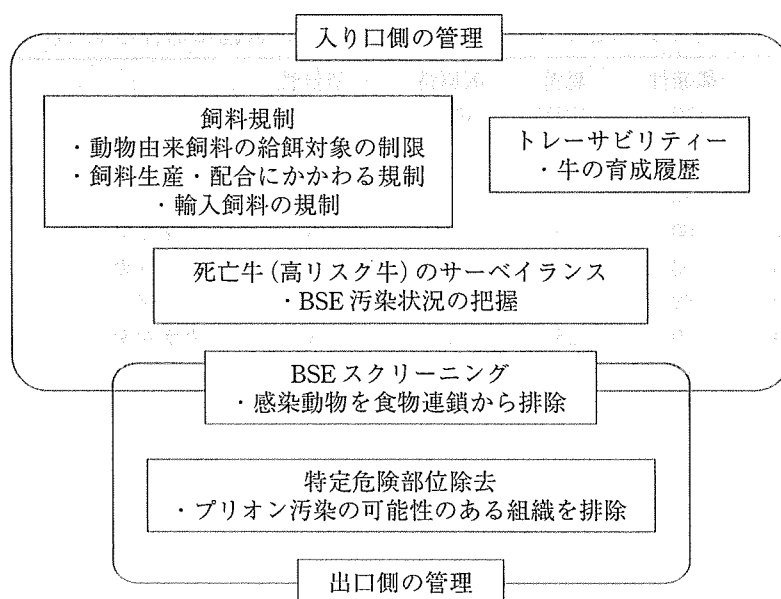 入り口側の管理
飼料規制
・動物由来飼料の給餌対象の制限
・飼料生産・配合にかかわる規制
・輸入飼料の規制
トレーサビリティー
・牛の育成履歴
死亡牛(高リスク牛)のサーベイランス
・BSE汚染状況の把握
BSEスクリーニング
・感染動物を食物連鎖から排除
特定危険部位除去
・プリオン汚染の可能性のある組織を排除
出口側の管理